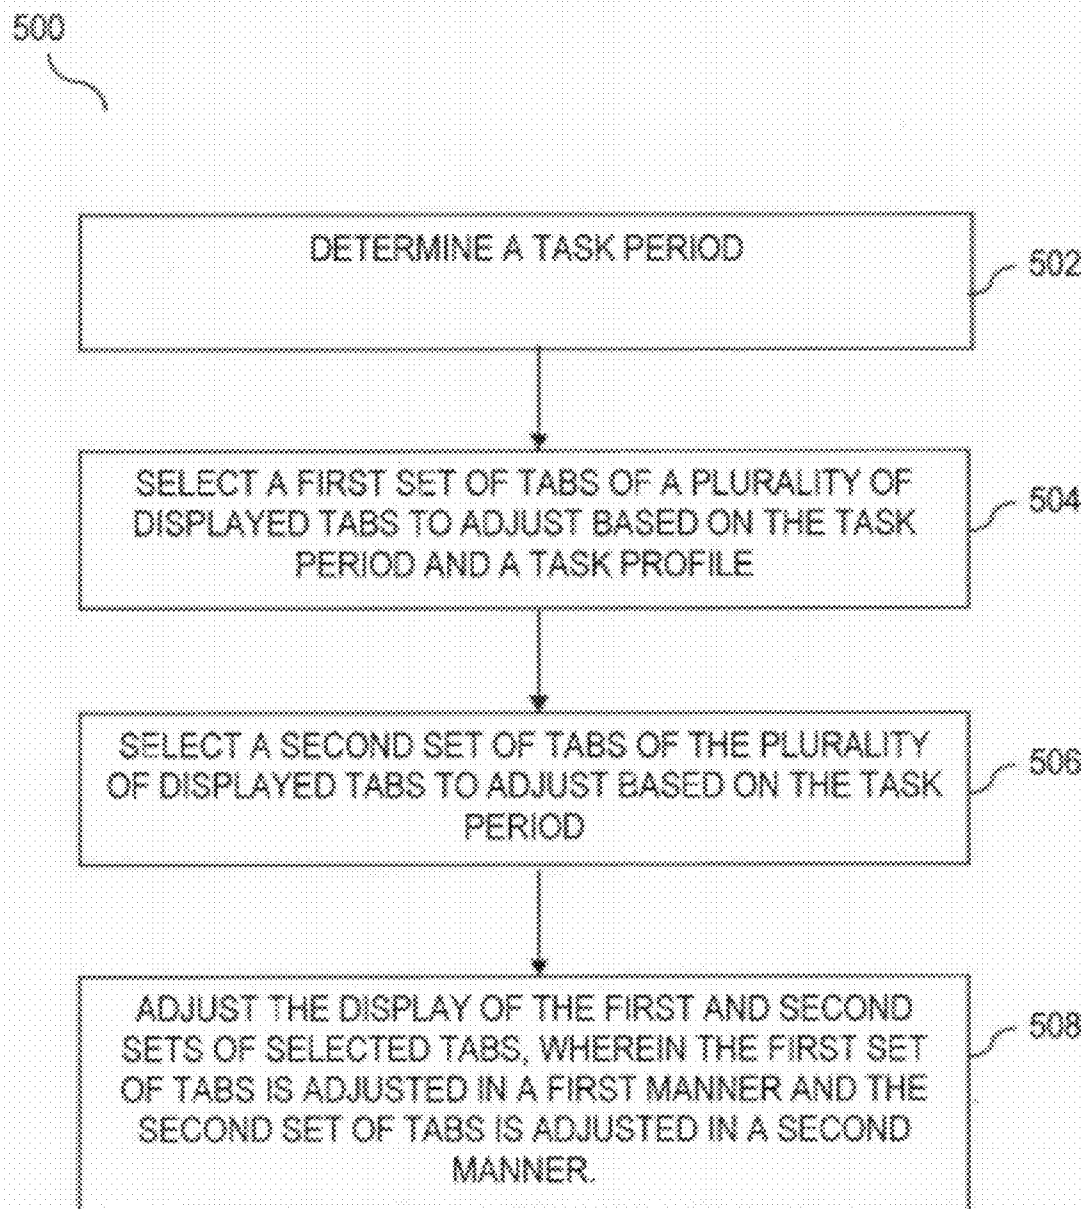 500
DETERMINE A TASK PERIOD
502
SELECT A FIRST SET OF TABS OF A PLURALITY OF
DISPLAYED TABS TO ADJUST BASED ON THE TASK
PERIOD AND A TASK PROFILE
504
SELECT A SECOND SET OF TABS OF THE PLURALITY
OF DISPLAYED TABS TO ADJUST BASED ON THE TASK
PERIOD
506
ADJUST THE DISPLAY OF THE FIRST AND SECOND
SETS OF SELECTED TABS, WHEREIN THE FIRST SET
OF TABS IS ADJUSTED IN A FIRST MANNER AND THE
SECOND SET OF TABS IS ADJUSTED IN A SECOND
MANNER.
508